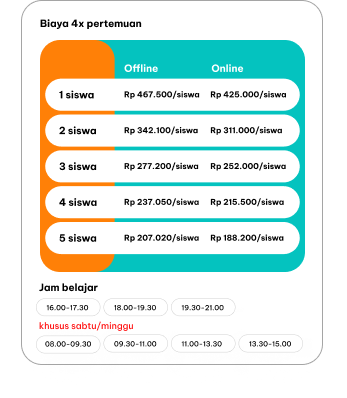 Biaya 4x pertemuan
Offline Online
1 siswa Rp 467.500/siswa Rp 425.000/siswa
2 siswa Rp 342.100/siswa Rp 311.000/siswa
3 siswa Rp 277.200/siswa Rp 252.000/siswa
4 siswa Rp 237.050/siswa Rp 215.500/siswa
5 siswa Rp 207.020/siswa Rp 188.200/siswa
Jam belajar
16.00-17.30 18.00-19.30 19.30-21.00
khusus sabtu/minggu
08.00-09.30 09.30-11.00 11.00-13.30 13.30-15.00